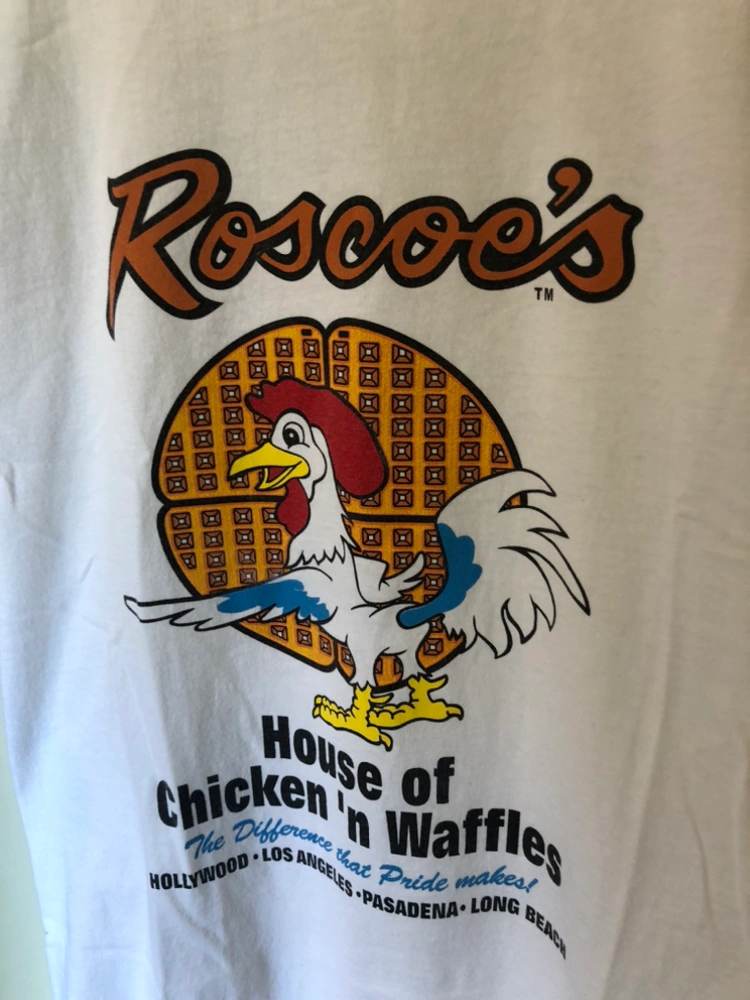 Roscoe's
TM
House of
Chicken 'n Waffles
The Difference that Pride makes!
HOLLYWOOD • LOS ANGELES • PASADENA • LONG BEACH